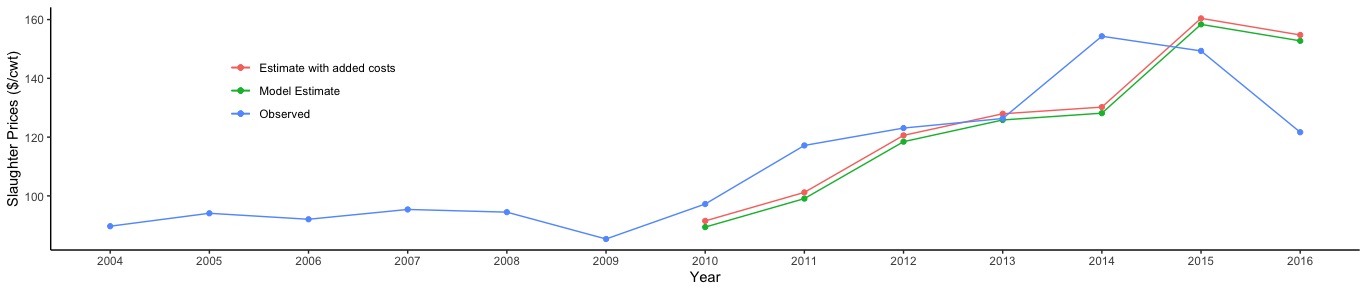 Slaughter Prices ($/cwt)
160
140
120
100
Estimate with added costs
Model Estimate
Observed
2004 2005 2006 2007 2008 2009 2010 2011 2012 2013 2014 2015 2016
Year